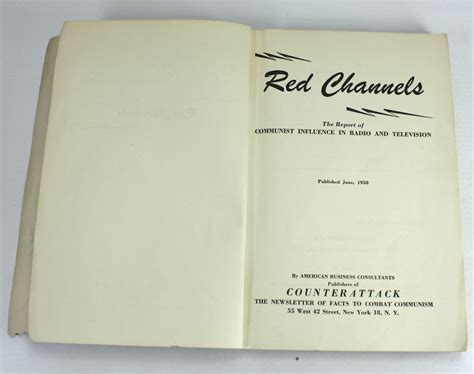 Red Channels
The Report of
COMMUNIST INFLUENCE IN RADIO AND TELEVISION
Published June, 1950
By AMERICAN BUSINESS CONSULTANTS
Publishers of
COUNTERATTACK
THE NEWSLETTER OF FACTS TO COMBAT COMMUNISM
55 West 42 Street, New York 18, N. Y.